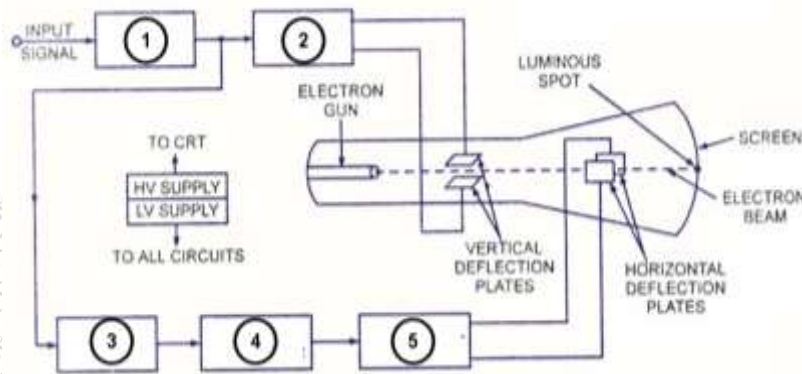 INPUT
SIGNAL
1
2
LUMINOUS
SPOT
ELECTRON
GUN
SCREEN
TO CRT
HV SUPPLY
LV SUPPLY
ELECTRON
BEAM
TO ALL CIRCUITS
VERTICAL
DEFLECTION
PLATES
HORIZONTAL
DEFLECTION
PLATES
3
4
5